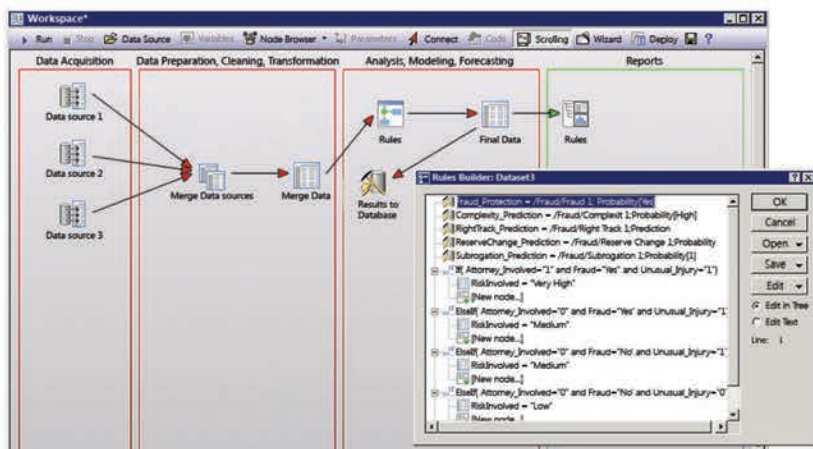 Workspace*
Run Stop Data Source Variables Node Browser Parameters Connect Code Scrolling Wizard Deploy ?
Data Acquisition Data Preparation, Cleaning, Transformation Analysis, Modeling, Forecasting Reports
Data source 1
Data source 2
Data source 3
Merge Data sources
Merge Data
Rules
Final Data
Rules
Results to
Database
Rules Builder: Dataset3
Fraud_Protection = /Fraud/Fraud 1; Probability[Yes
Complexity_Prediction = /Fraud/Complexit 1;Probability[High]
RightTrack_Prediction = /Fraud/Right Track 1;Prediction
ReserveChange_Prediction = /Fraud/Reserve Change 1;Probability
Subrogation_Prediction = /Fraud/Subrogation 1;Probability[1]
If( Attorney_Involved="1" and Fraud="Yes" and Unusual_Injury="1")
RiskInvolved = "Very High"
[New node...]
ElseIf( Attorney_Involved="0" and Fraud="Yes" and Unusual_Injury="1
RiskInvolved = "Medium"
[New node...]
ElseIf( Attorney_Involved="0" and Fraud="No" and Unusual_Injury="1
RiskInvolved = "Medium"
[New node...]
ElseIf( Attorney_Involved="0" and Fraud="No" and Unusual_Injury="0
RiskInvolved = "Low"
[New node...]
OK
Cancel
Open
Save
Edit
Edit in Tree
Edit Text
Line: